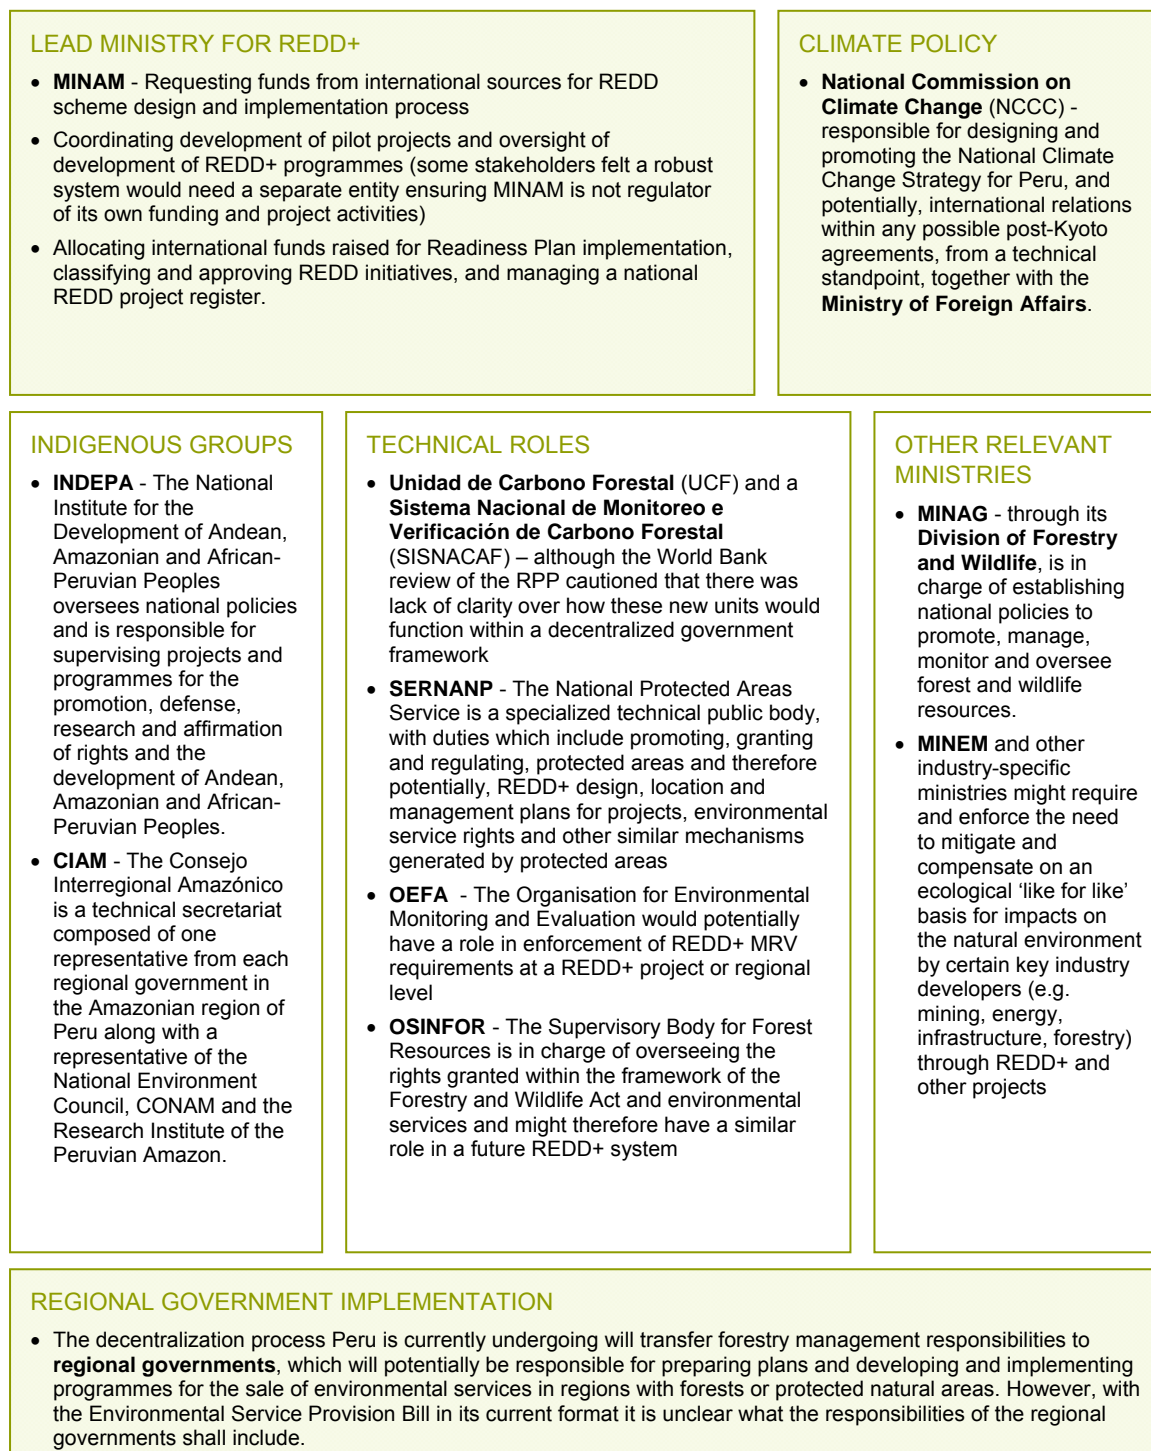 LEAD MINISTRY FOR REDD+
• MINAM - Requesting funds from international sources for REDD
scheme design and implementation process
• Coordinating development of pilot projects and oversight of
development of REDD+ programmes (some stakeholders felt a robust
system would need a separate entity ensuring MINAM is not regulator
of its own funding and project activities)
• Allocating international funds raised for Readiness Plan implementation,
classifying and approving REDD initiatives, and managing a national
REDD project register.
CLIMATE POLICY
• National Commission on
Climate Change (NCCC) -
responsible for designing and
promoting the National Climate
Change Strategy for Peru, and
potentially, international relations
within any possible post-Kyoto
agreements, from a technical
standpoint, together with the
Ministry of Foreign Affairs.
INDIGENOUS GROUPS
• INDEPA - The National
Institute for the
Development of Andean,
Amazonian and African-
Peruvian Peoples
oversees national policies
and is responsible for
supervising projects and
programmes for the
promotion, defense,
research and affirmation
of rights and the
development of Andean,
Amazonian and African-
Peruvian Peoples.
• CIAM - The Consejo
Interregional Amazónico
is a technical secretariat
composed of one
representative from each
regional government in
the Amazonian region of
Peru along with a
representative of the
National Environment
Council, CONAM and the
Research Institute of the
Peruvian Amazon.
TECHNICAL ROLES
• Unidad de Carbono Forestal (UCF) and a
Sistema Nacional de Monitoreo e
Verificación de Carbono Forestal
(SISNACAF) – although the World Bank
review of the RPP cautioned that there was
lack of clarity over how these new units would
function within a decentralized government
framework
• SERNANP - The National Protected Areas
Service is a specialized technical public body,
with duties which include promoting, granting
and regulating, protected areas and therefore
potentially, REDD+ design, location and
management plans for projects, environmental
service rights and other similar mechanisms
generated by protected areas
• OEFA - The Organisation for Environmental
Monitoring and Evaluation would potentially
have a role in enforcement of REDD+ MRV
requirements at a REDD+ project or regional
level
• OSINFOR - The Supervisory Body for Forest
Resources is in charge of overseeing the
rights granted within the framework of the
Forestry and Wildlife Act and environmental
services and might therefore have a similar
role in a future REDD+ system
OTHER RELEVANT
MINISTRIES
• MINAG - through its
Division of Forestry
and Wildlife, is in
charge of establishing
national policies to
promote, manage,
monitor and oversee
forest and wildlife
resources.
• MINEM and other
industry-specific
ministries might require
and enforce the need
to mitigate and
compensate on an
ecological ‘like for like’
basis for impacts on
the natural environment
by certain key industry
developers (e.g.
mining, energy,
infrastructure, forestry)
through REDD+ and
other projects
REGIONAL GOVERNMENT IMPLEMENTATION
• The decentralization process Peru is currently undergoing will transfer forestry management responsibilities to
regional governments, which will potentially be responsible for preparing plans and developing and implementing
programmes for the sale of environmental services in regions with forests or protected natural areas. However, with
the Environmental Service Provision Bill in its current format it is unclear what the responsibilities of the regional
governments shall include.